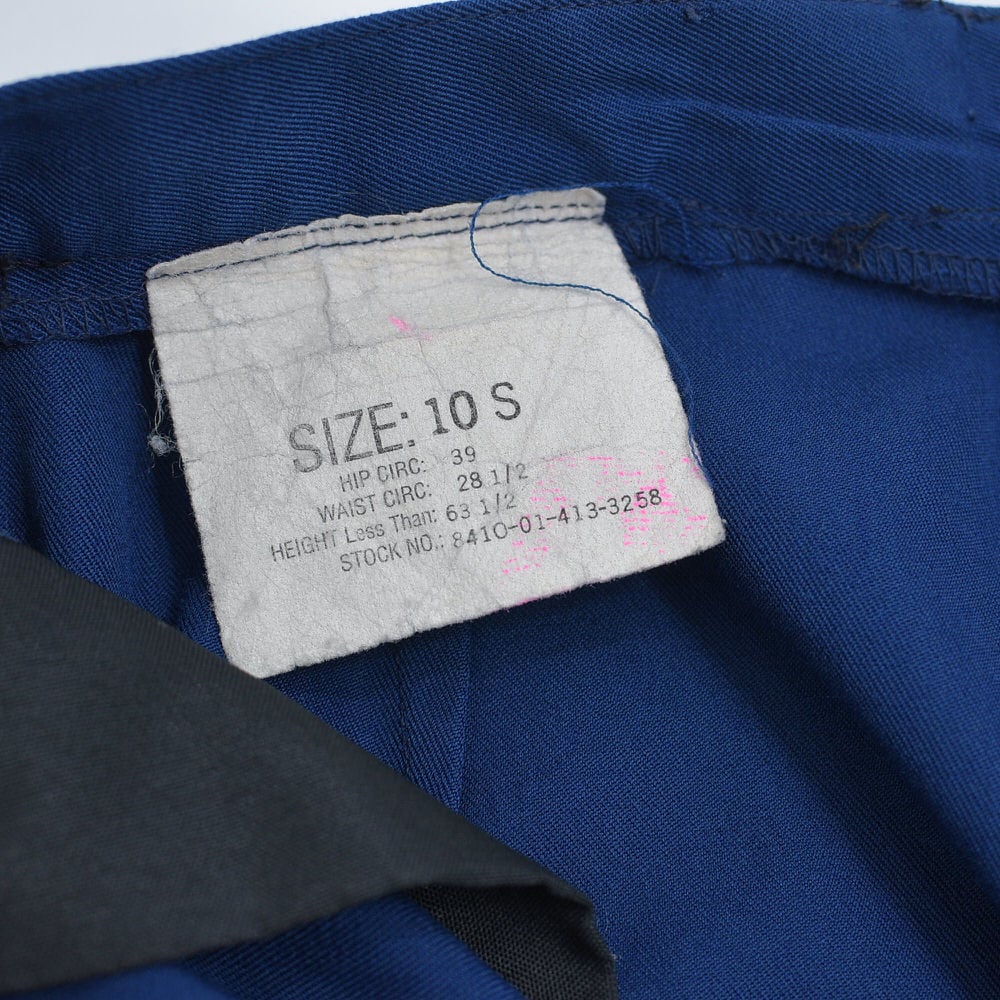 SIZE: 10 S
HIP CIRC: 39
WAIST CIRC: 28 1/2
HEIGHT Less Than: 63 1/2
STOCK NO.: 8410-01-413-3258